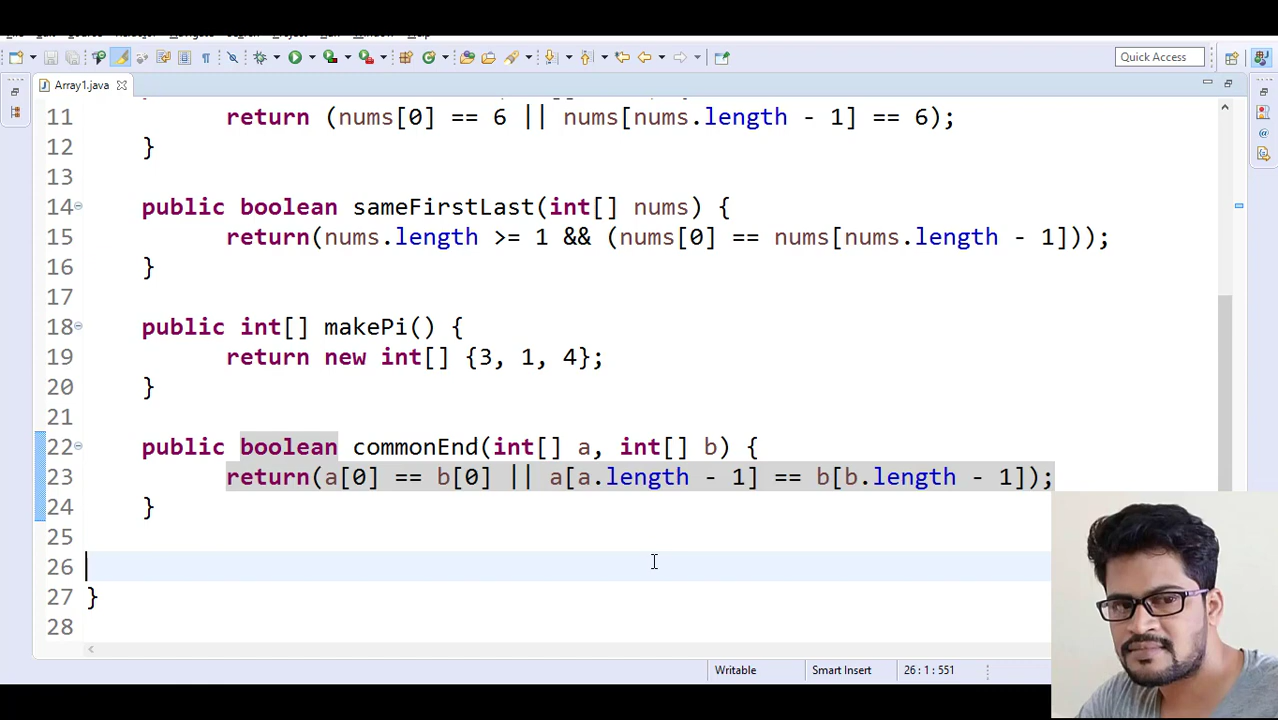 Quick Access
Array1.java
11 return (nums[0] == 6 || nums[nums.length - 1] == 6);
12 }
13
14 public boolean sameFirstLast(int[] nums) {
15 return(nums.length >= 1 && (nums[0] == nums[nums.length - 1]));
16 }
17
18 public int[] makePi() {
19 return new int[] {3, 1, 4};
20 }
21
22 public boolean commonEnd(int[] a, int[] b) {
23 return(a[0] == b[0] || a[a.length - 1] == b[b.length - 1]);
24 }
25
26
27 }
28
Writable Smart Insert 26 : 1 : 551